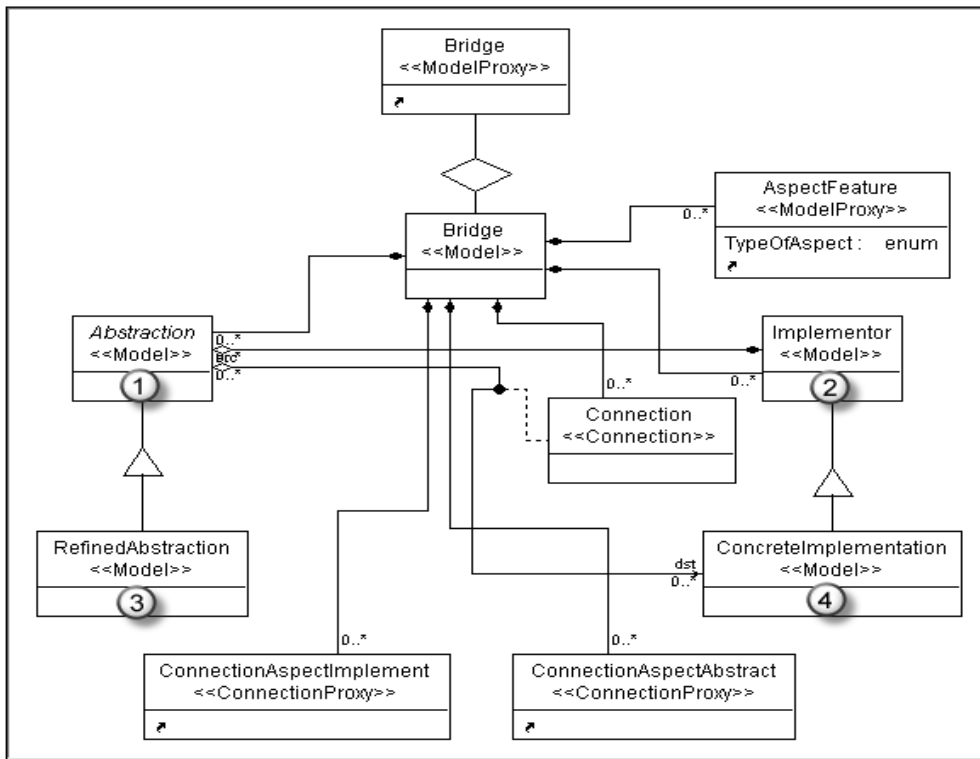 Bridge
<<ModelProxy>>
AspectFeature
<<ModelProxy>>
0..*
TypeOfAspect : enum
Bridge
<<Model>>
Abstraction
<<Model>>
1
0..*
src
0..*
Implementor
<<Model>>
2
0..*
0..*
Connection
<<Connection>>
RefinedAbstraction
<<Model>>
3
dst
0..*
ConcreteImplementation
<<Model>>
4
0..*
ConnectionAspectImplement
<<ConnectionProxy>>
0..*
ConnectionAspectAbstract
<<ConnectionProxy>>